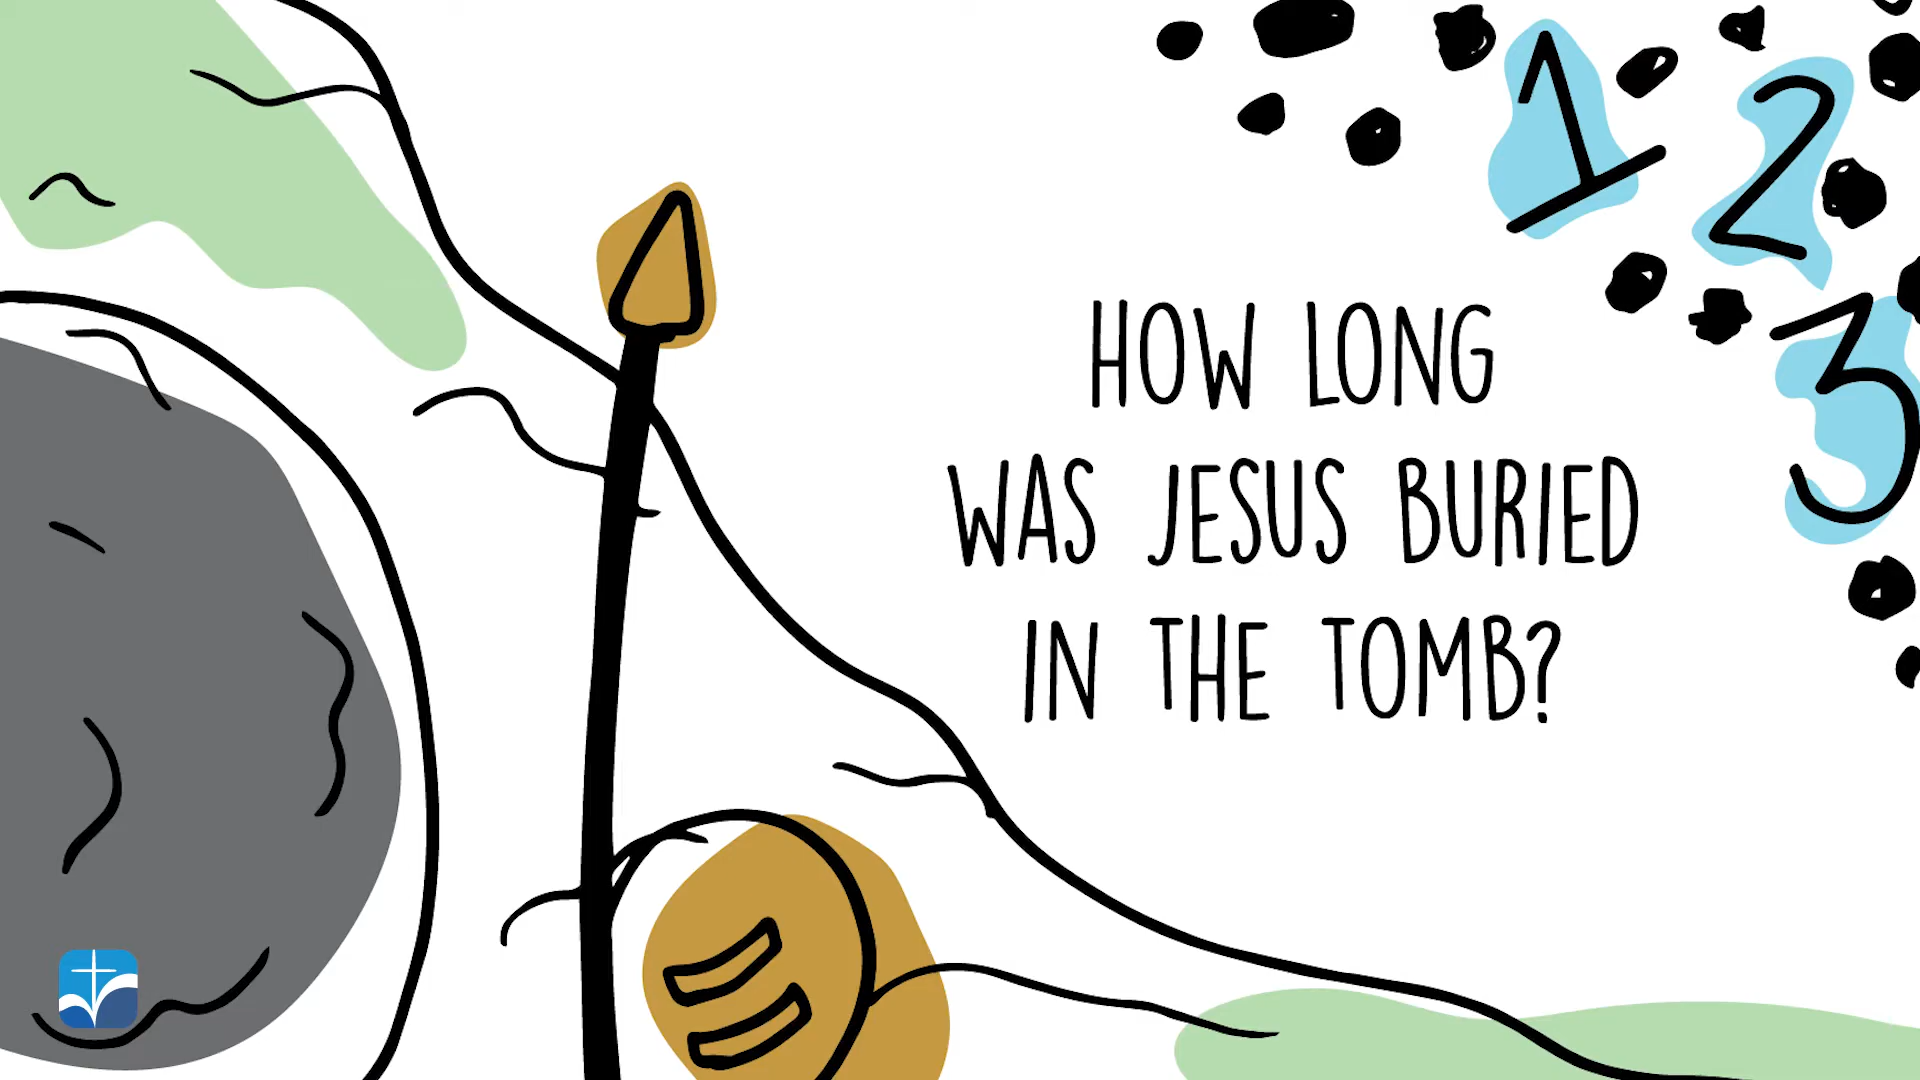 1
2
3
HOW LONG
WAS JESUS BURIED
IN THE TOMB?